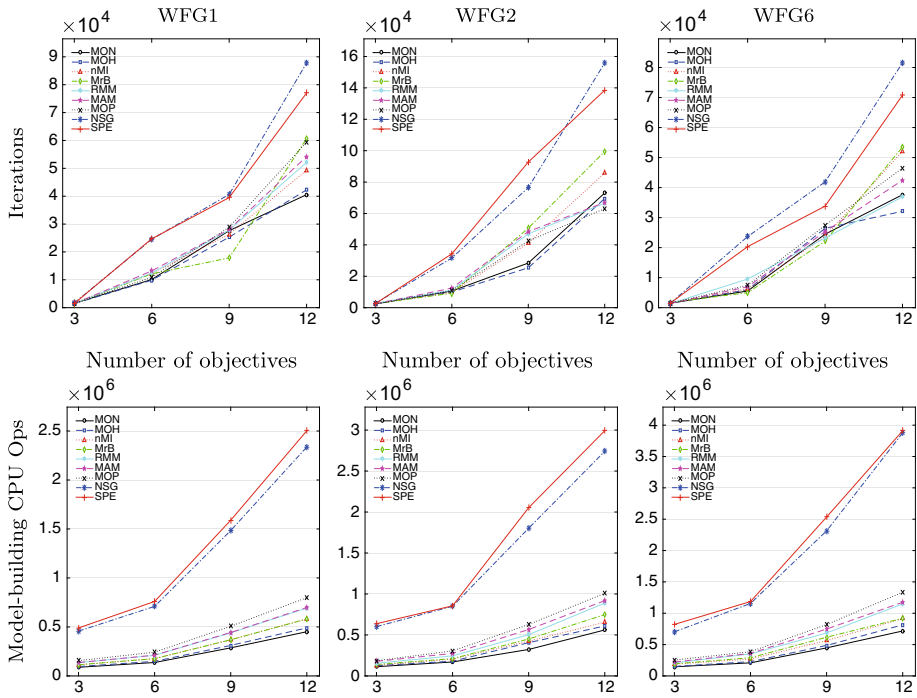 WFG1 WFG2 WFG6
×10⁴ ×10⁴ ×10⁴
Iterations
9
8
7
6
5
4
3
2
1
0
MON
MOH
nMI
MrB
RMM
MAM
MOP
NSG
SPE
3 6 9 12
16
14
12
10
8
6
4
2
0
MON
MOH
nMI
MrB
RMM
MAM
MOP
NSG
SPE
3 6 9 12
8
7
6
5
4
3
2
1
0
MON
MOH
nMI
MrB
RMM
MAM
MOP
NSG
SPE
3 6 9 12
Number of objectives Number of objectives Number of objectives
×10⁶ ×10⁶ ×10⁶
Model-building CPU Ops
2.5
2
1.5
1
0.5
0
MON
MOH
nMI
MrB
RMM
MAM
MOP
NSG
SPE
3 6 9 12
3
2.5
2
1.5
1
0.5
0
MON
MOH
nMI
MrB
RMM
MAM
MOP
NSG
SPE
3 6 9 12
4
3.5
3
2.5
2
1.5
1
0.5
0
MON
MOH
nMI
MrB
RMM
MAM
MOP
NSG
SPE
3 6 9 12